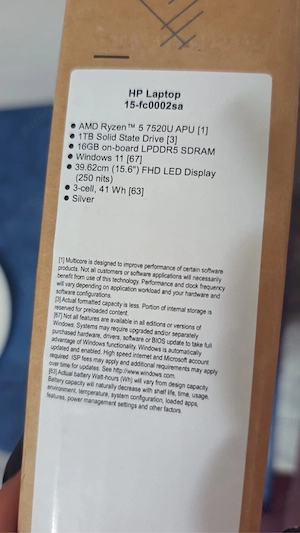 HP Laptop
15-fc0002sa
● AMD Ryzen™ 5 7520U APU [1]
● 1TB Solid State Drive [3]
● 16GB on-board LPDDR5 SDRAM
● Windows 11 [67]
● 39.62cm (15.6") FHD LED Display
(250 nits)
● 3-cell, 41 Wh [63]
● Silver
[1] Multicore is designed to improve performance of certain software
products. Not all customers or software applications will necessarily
benefit from use of this technology. Performance and clock frequency
will vary depending on application workload and your hardware and
software configurations.
[3] Actual formatted capacity is less. Portion of internal storage is
reserved for preloaded content.
[67] Not all features are available in all editions or versions of
Windows. Systems may require upgraded and/or separately
purchased hardware, drivers, software or BIOS update to take full
advantage of Windows functionality. Windows is automatically
updated and enabled. High speed internet and Microsoft account
required. ISP fees may apply and additional requirements may apply
over time for updates. See http://www.windows.com.
[63] Actual battery Watt-hours (Wh) will vary from design capacity.
Battery capacity will naturally decrease with shelf life, time, usage,
environment, temperature, system configuration, loaded apps,
features, power management settings and other factors.